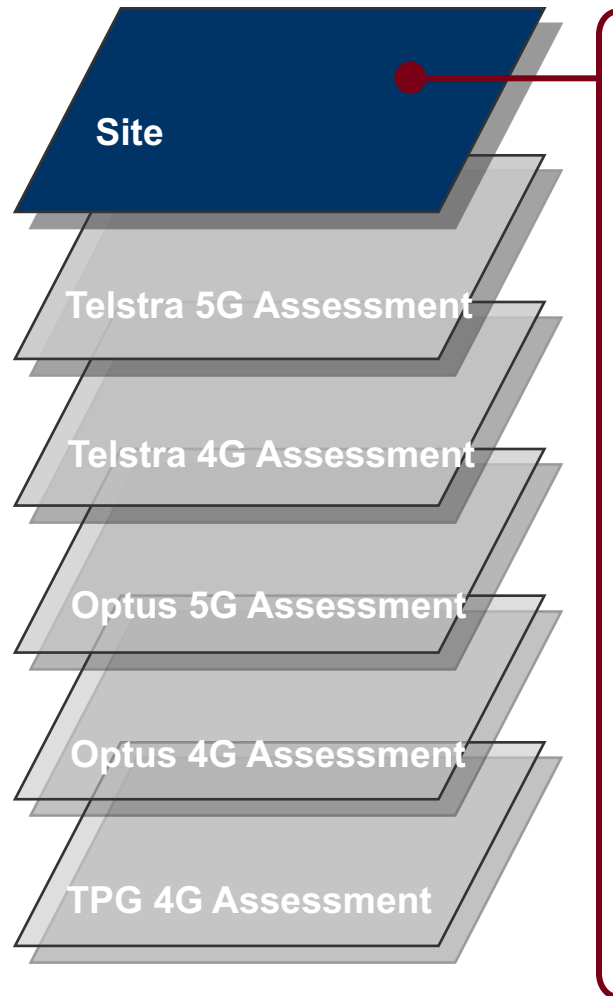 Site
Telstra 5G Assessment
Telstra 4G Assessment
Optus 5G Assessment
Optus 4G Assessment
TPG 4G Assessment